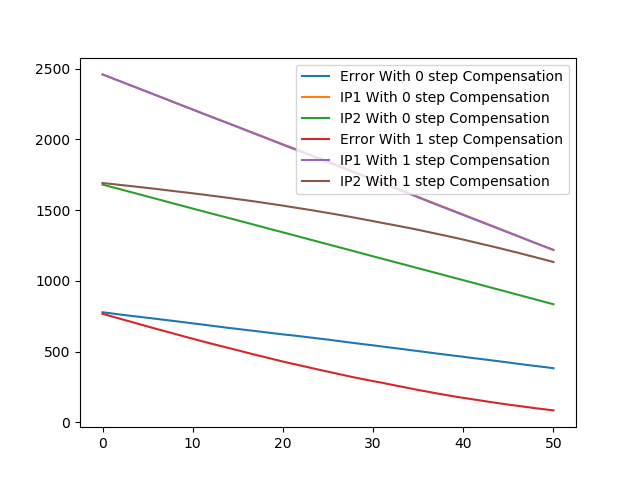 2500
2000
1500
1000
500
0
Error With 0 step Compensation
IP1 With 0 step Compensation
IP2 With 0 step Compensation
Error With 1 step Compensation
IP1 With 1 step Compensation
IP2 With 1 step Compensation
0 10 20 30 40 50